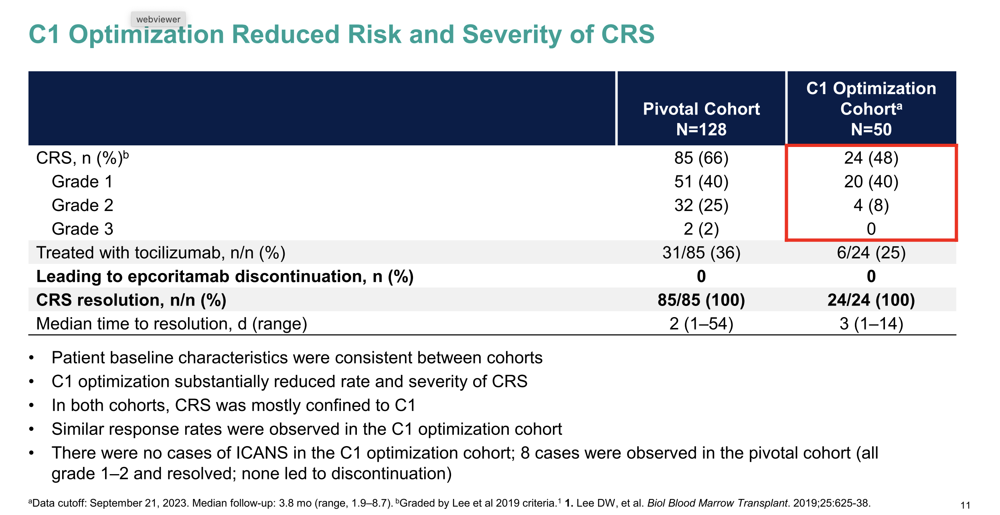 webviewer
C1 Optimization Reduced Risk and Severity of CRS
Pivotal Cohort
N=128
C1 Optimization
Cohortᵃ
N=50
CRS, n (%)ᵇ 85 (66) 24 (48)
Grade 1 51 (40) 20 (40)
Grade 2 32 (25) 4 (8)
Grade 3 2 (2) 0
Treated with tocilizumab, n/n (%) 31/85 (36) 6/24 (25)
Leading to epcoritamab discontinuation, n (%) 0 0
CRS resolution, n/n (%) 85/85 (100) 24/24 (100)
Median time to resolution, d (range) 2 (1–54) 3 (1–14)
• Patient baseline characteristics were consistent between cohorts
• C1 optimization substantially reduced rate and severity of CRS
• In both cohorts, CRS was mostly confined to C1
• Similar response rates were observed in the C1 optimization cohort
• There were no cases of ICANS in the C1 optimization cohort; 8 cases were observed in the pivotal cohort (all
grade 1–2 and resolved; none led to discontinuation)
ᵃData cutoff: September 21, 2023. Median follow-up: 3.8 mo (range, 1.9–8.7). ᵇGraded by Lee et al 2019 criteria.¹ 1. Lee DW, et al. Biol Blood Marrow Transplant. 2019;25:625-38.
11